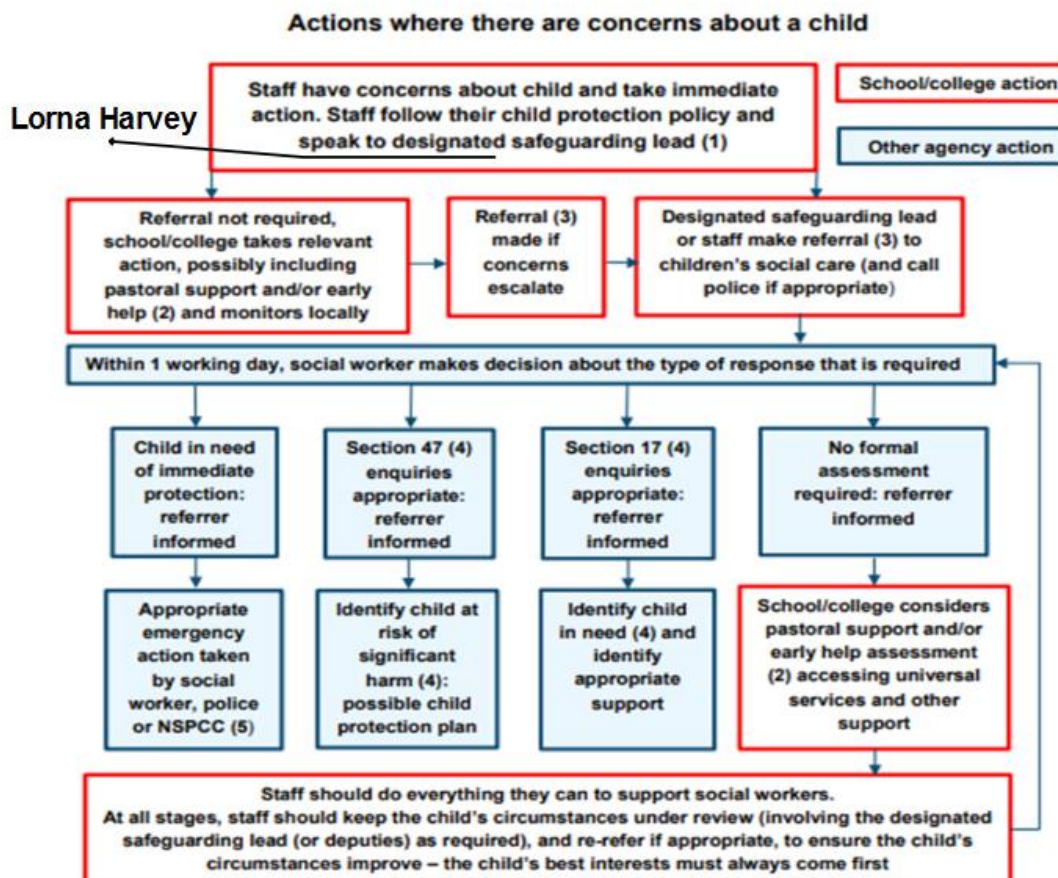 Actions where there are concerns about a child
Staff have concerns about child and take immediate
action. Staff follow their child protection policy and
speak to designated safeguarding lead (1)
School/college action
Other agency action
Lorna Harvey
Referral not required,
school/college takes relevant
action, possibly including
pastoral support and/or early
help (2) and monitors locally
Referral (3)
made if
concerns
escalate
Designated safeguarding lead
or staff make referral (3) to
children's social care (and call
police if appropriate)
Within 1 working day, social worker makes decision about the type of response that is required
Child in need
of immediate
protection:
referrer
informed
Section 47 (4)
enquiries
appropriate:
referrer
informed
Section 17 (4)
enquiries
appropriate:
referrer
informed
No formal
assessment
required: referrer
informed
Appropriate
emergency
action taken
by social
worker, police
or NSPCC (5)
Identify child at
risk of
significant
harm (4):
possible child
protection plan
Identify child
in need (4) and
identify
appropriate
support
School/college considers
pastoral support and/or
early help assessment
(2) accessing universal
services and other
support
Staff should do everything they can to support social workers.
At all stages, staff should keep the child's circumstances under review (involving the designated
safeguarding lead (or deputies) as required), and re-refer if appropriate, to ensure the child's
circumstances improve – the child's best interests must always come first